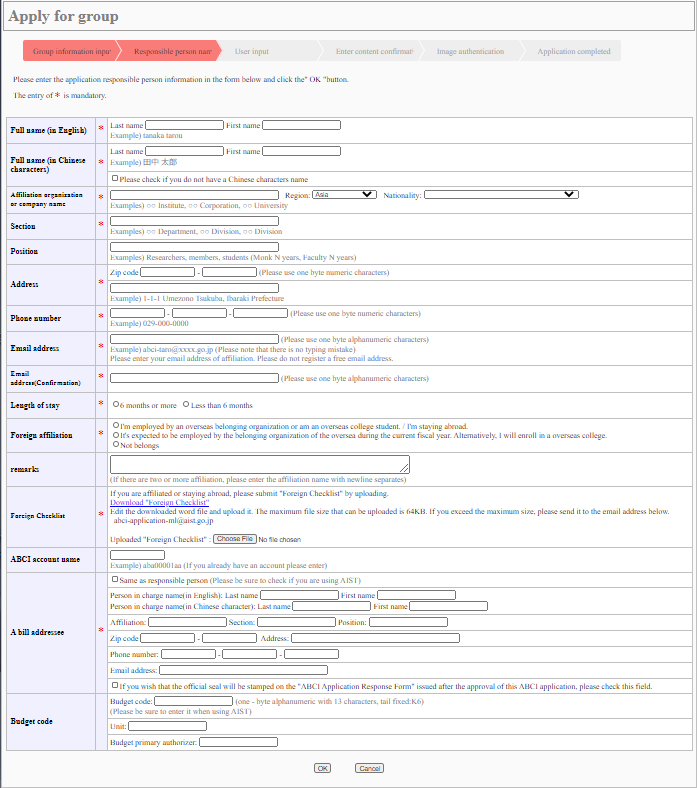 Apply for group
Group information inpu
Responsible person nam
User input
Enter content confirmat
Image authentication
Application completed
Please enter the application responsible person information in the form below and click the" OK "button.
The entry of * is mandatory.
Full name (in English) *
Last name First name
Example) tanaka tarou
Full name (in Chinese characters) *
Last name First name
Example) 田中 太郎
Please check if you do not have a Chinese characters name
Affiliation organization or company name *
Region: Asia Nationality:
Examples) ○○ Institute, ○○ Corporation, ○○ University
Section *
Examples) ○○ Department, ○○ Division, ○○ Division
Position
Examples) Researchers, members, students (Monk N years, Faculty N years)
Address *
Zip code - (Please use one byte numeric characters)
Example) 1-1-1 Umezono Tsukuba, Ibaraki Prefecture
Phone number *
- - (Please use one byte numeric characters)
Example) 029-000-0000
Email address *
(Please use one byte alphanumeric characters)
Example) abci-taro@xxxx.go.jp (Please note that there is no typing mistake)
Please enter your email address of affiliation. Please do not register a free email address.
Email address(Confirmation) *
(Please use one byte alphanumeric characters)
Length of stay *
6 months or more Less than 6 months
Foreign affiliation *
I'm employed by an overseas belonging organization or am an overseas college student. / I'm staying abroad.
It's expected to be employed by the belonging organization of the oversea during the current fiscal year. Alternatively, I will enroll in a overseas college.
Not belongs
remarks
(If there are two or more affiliation, please enter the affiliation name with newline separates)
Foreign Checklist *
If you are affiliated or staying abroad, please submit "Foreign Checklist" by uploading.
Download "Foreign Checklist"
Edit the downloaded word file and upload it. The maximum file size that can be uploaded is 64KB. If you exceed the maximum size, please send it to the email address below.
abci-application-ml@aist.go.jp
Uploaded "Foreign Checklist" : Choose File No file chosen
ABCI account name
Example) aba00001aa (If you already have an account please enter)
A bill addressee *
Same as responsible person (Please be sure to check if you are using AIST)
Person in charge name(in English): Last name First name
Person in charge name(in Chinese character): Last name First name
Affiliation: Section: Position:
Zip code - Address:
Phone number: - -
Email address:
If you wish that the official seal will be stamped on the "ABCI Application Response Form" issued after the approval of this ABCI application, please check this field.
Budget code
Budget code: (one - byte alphanumeric with 13 characters, tail fixed:K6)
(Please be sure to enter it when using AIST)
Unit:
Budget primary authorizer:
OK Cancel